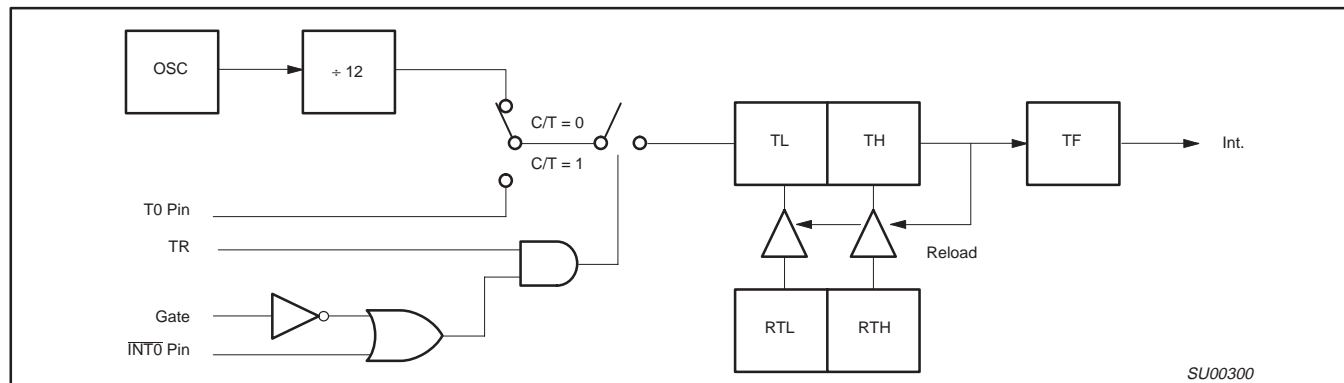 OSC
÷ 12
C/T = 0
C/T = 1
TL
TH
TF
Int.
T0 Pin
TR
Reload
Gate
INT0 Pin
RTL
RTH
SU00300